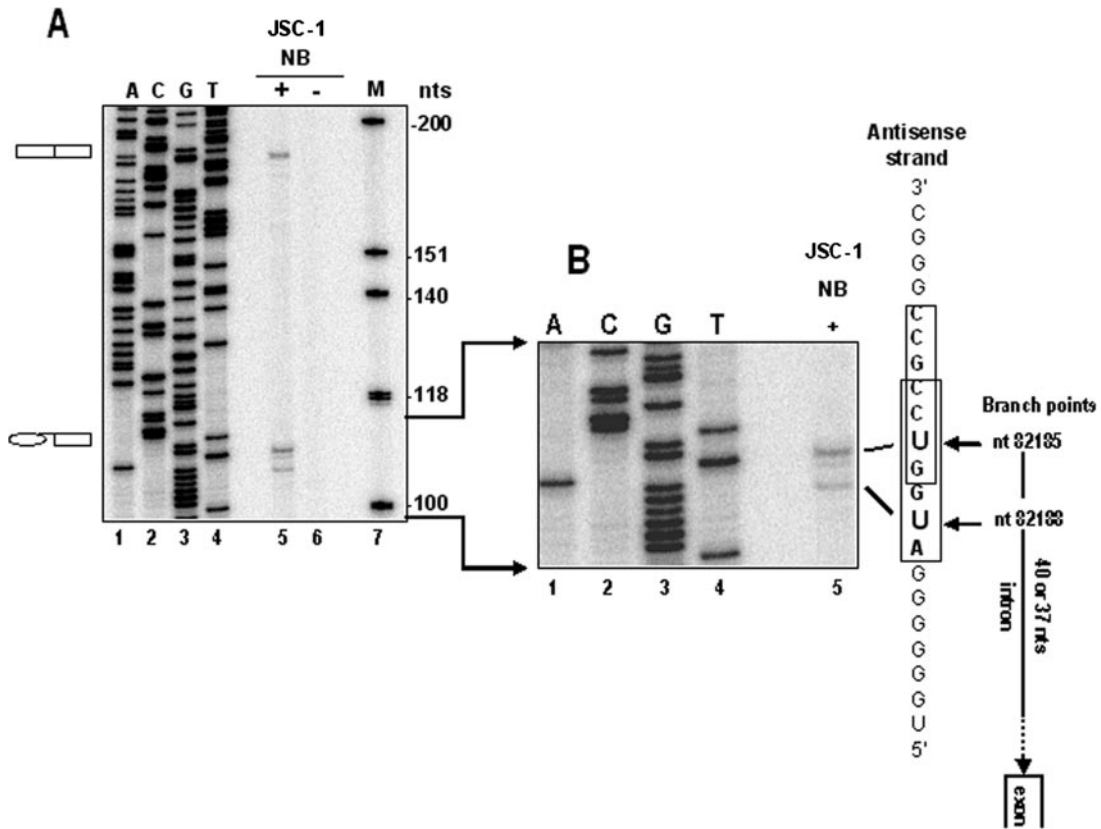 A
JSC-1
NB
A C G T + - M nts
-200
-151
-140
-118
-100
1 2 3 4 5 6 7
B
JSC-1
NB
A C G T +
1 2 3 4 5
Antisense
strand
3'
C
G
G
G
C
C
G
C
C
U
G
G
U
A
G
G
G
G
G
G
U
5'
Branch points
nt 82185
nt 82188
40 or 37 nts
intron
exon